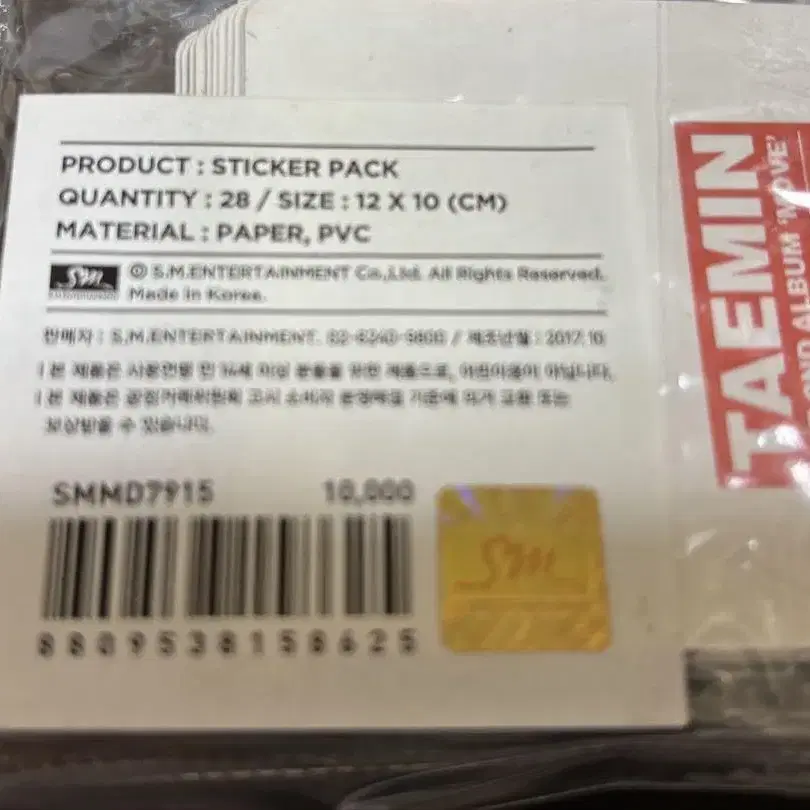 PRODUCT : STICKER PACK
QUANTITY : 28 / SIZE : 12 X 10 (CM)
MATERIAL : PAPER, PVC
SM
© S.M.ENTERTAINMENT Co.,Ltd. All Rights Reserved.
Made in Korea.
판매자 : S.M.ENTERTAINMENT. 02-6240-9800 / 제조년월 : 2017.10
본 제품은 사용연령 만 14세 이상 분들을 위한 제품으로, 어린이용이 아닙니다.
본 제품은 공정거래위원회 고시 소비자 분쟁해결 기준에 의거 교환 또는
보상받을 수 있습니다.
SMMD7915 10,000
8809538158625
SM
TAEMIN
ALBUM 'MOVE'